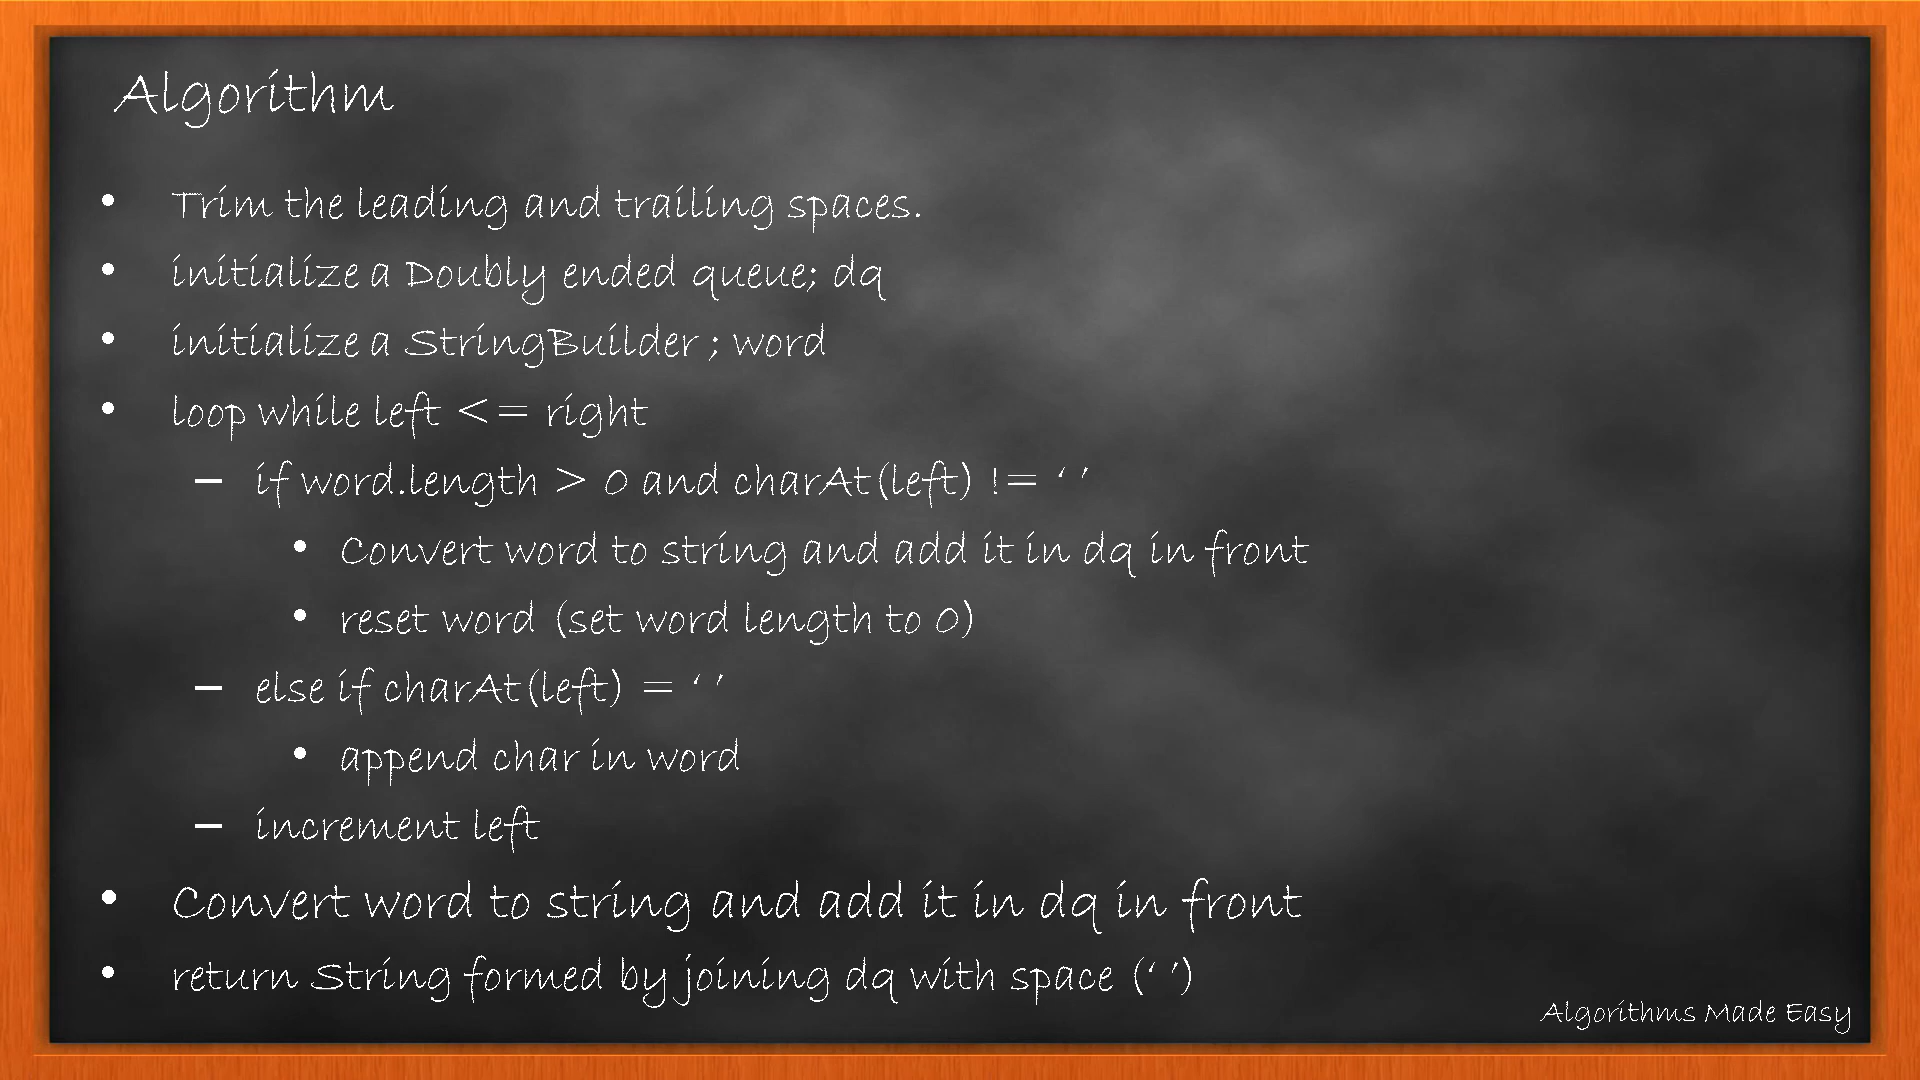 Algorithm
• Trim the leading and trailing spaces.
• initialize a Doubly ended queue; dq
• initialize a StringBuilder ; word
• loop while left <= right
– if word.length > 0 and charAt(left) != ‘ ’
• Convert word to string and add it in dq in front
• reset word (set word length to 0)
– else if charAt(left) = ‘ ’
• append char in word
– increment left
• Convert word to string and add it in dq in front
• return String formed by joining dq with space (‘ ’)
Algorithms Made Easy